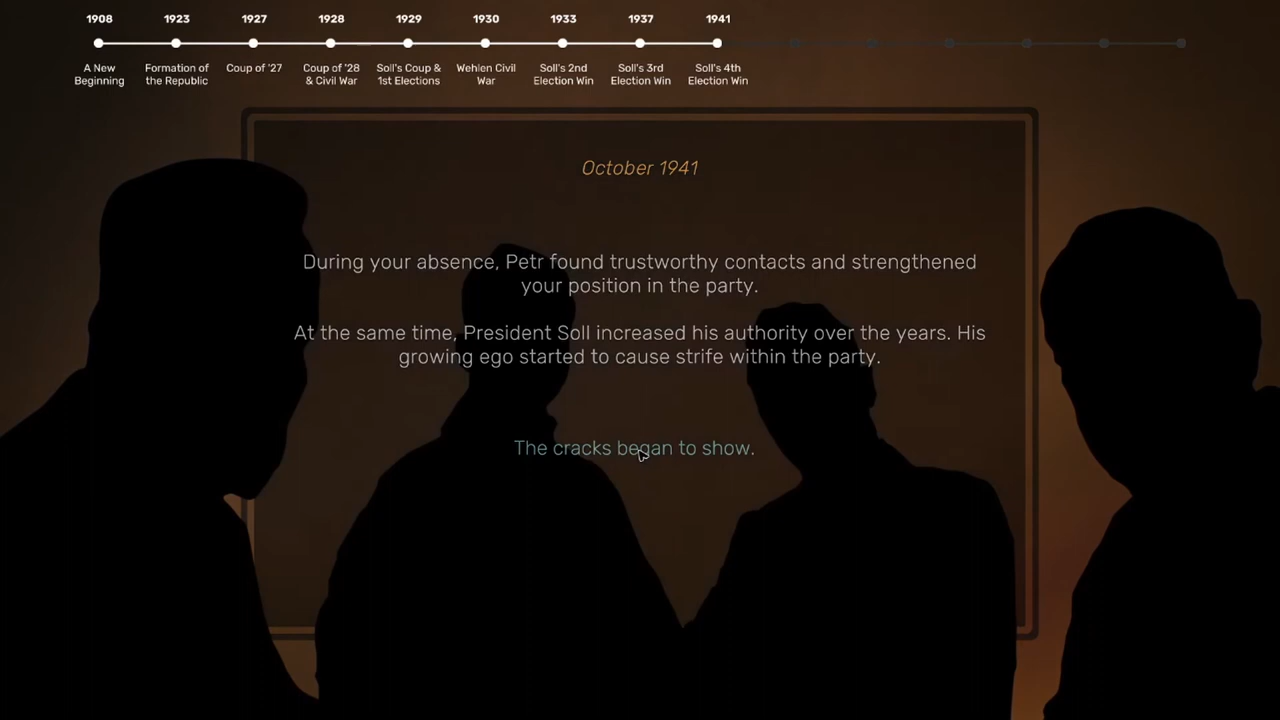 1908 1923 1927 1928 1929 1930 1933 1937 1941
A New Beginning
Formation of the Republic
Coup of '27
Coup of '28 & Civil War
Soll's Coup & 1st Elections
Wehlen Civil War
Soll's 2nd Election Win
Soll's 3rd Election Win
Soll's 4th Election Win
October 1941
During your absence, Petr found trustworthy contacts and strengthened
your position in the party.
At the same time, President Soll increased his authority over the years. His
growing ego started to cause strife within the party.
The cracks began to show.